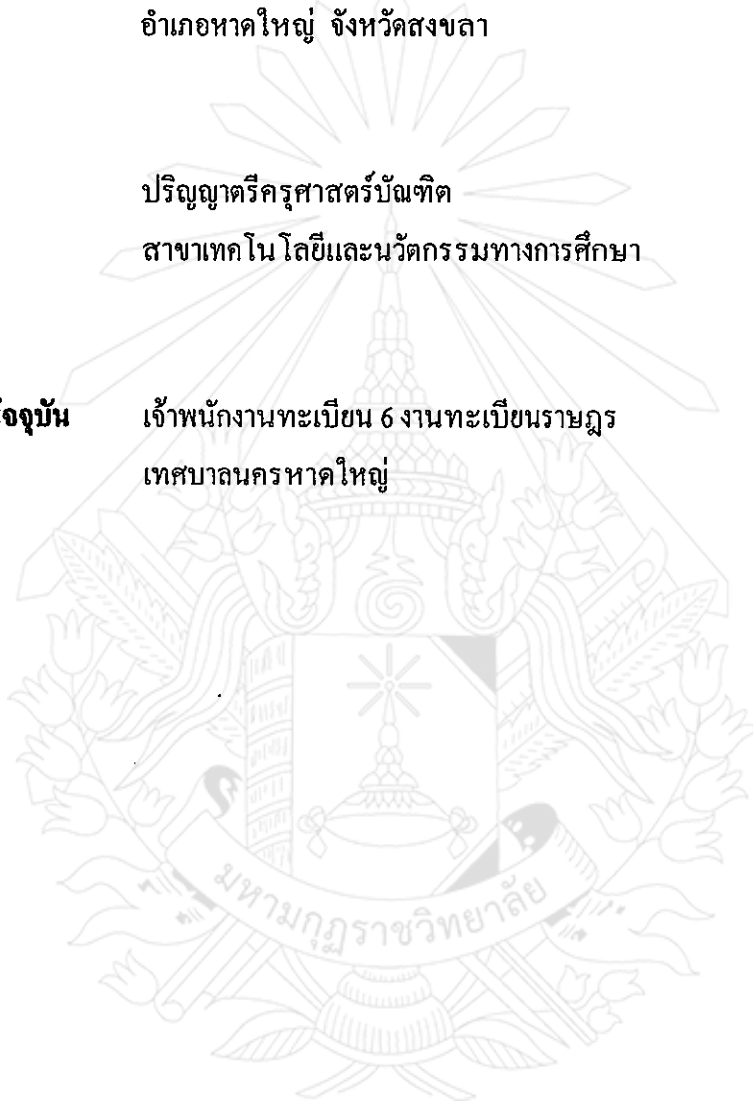 อำเภอหาดใหญ่ จังหวัดสงขลา
ปริญญาตรีครุศาสตร์บัณฑิต
สาขาเทคโนโลยีและนวัตกรรมทางการศึกษา
จจุบัน เจ้าพนักงานทะเบียน 6 งานทะเบียนราษฎร
เทศบาลนครหาดใหญ่
มหามกุฏราชวิทยาลัย